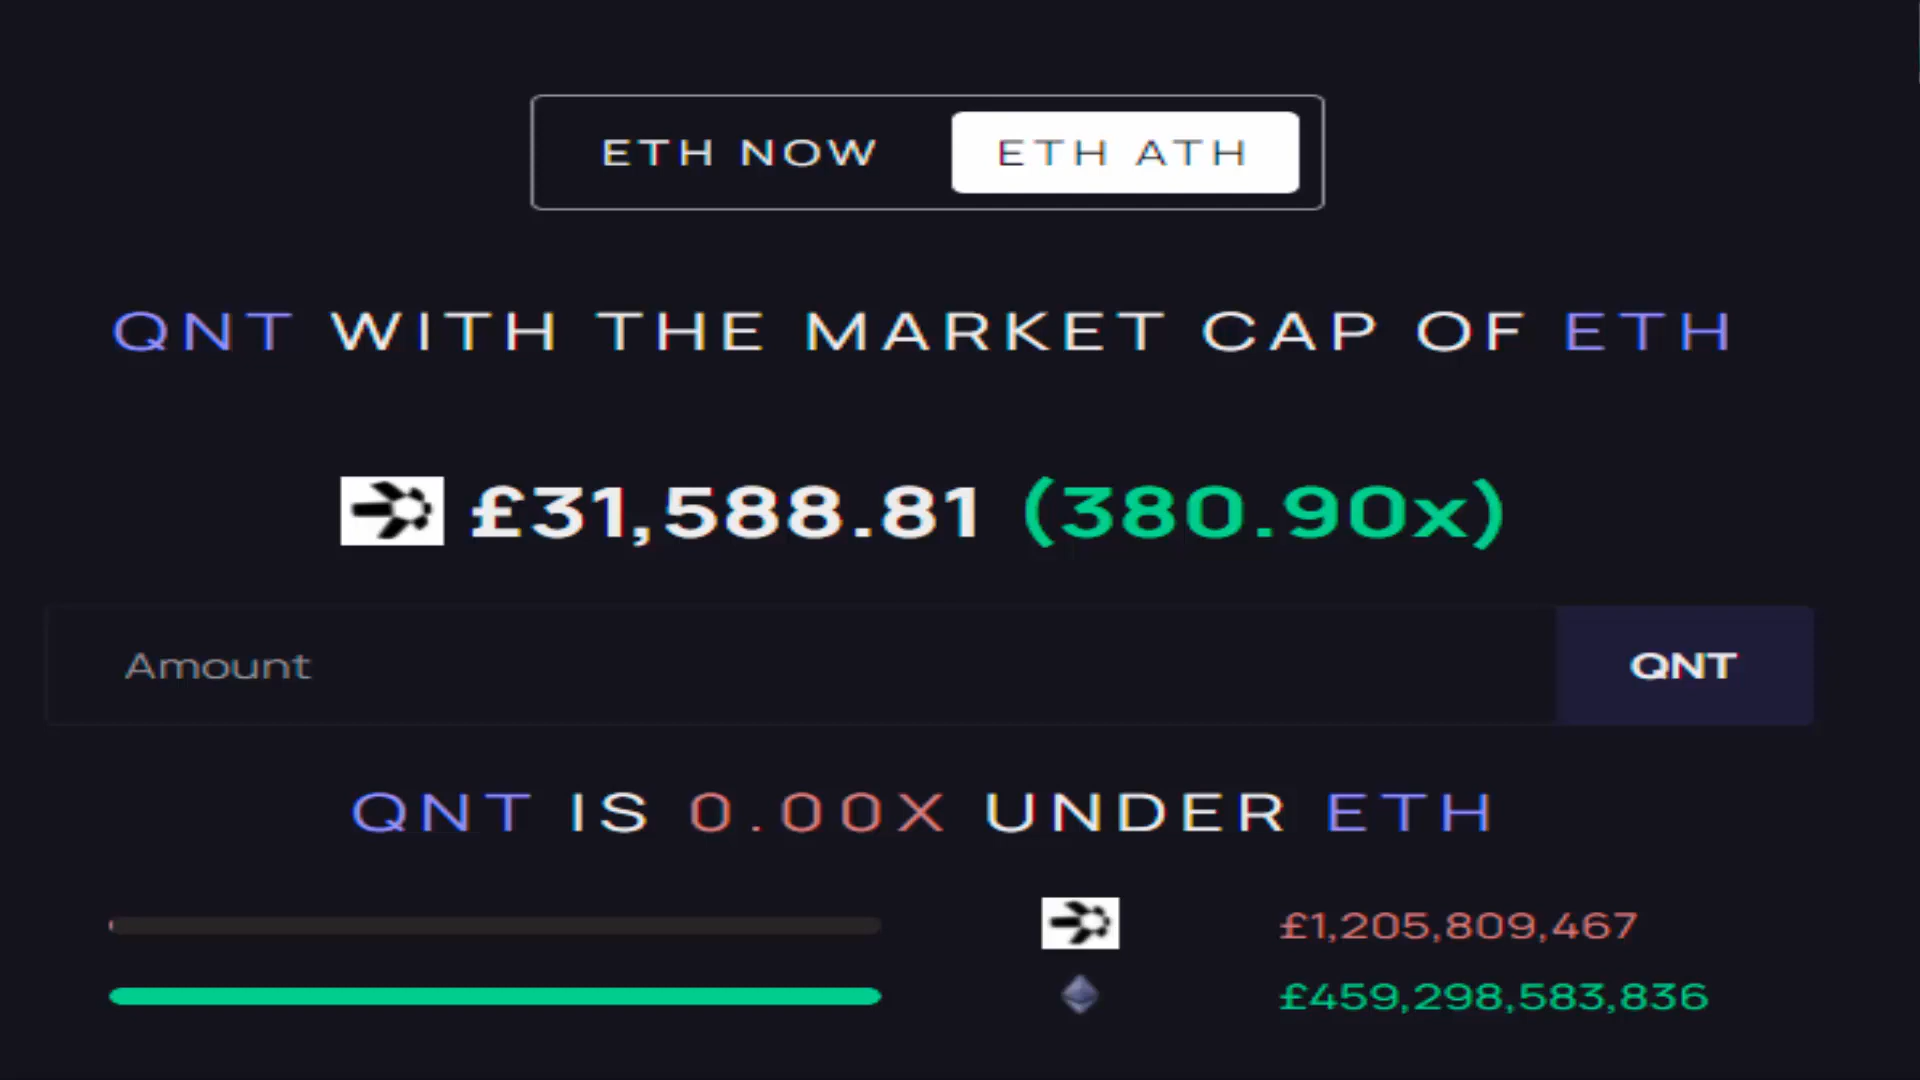 ETH NOW ETH ATH
QNT WITH THE MARKET CAP OF ETH
£31,588.81 (380.90x)
Amount QNT
QNT IS 0.00X UNDER ETH
£1,205,809,467
£459,298,583,836